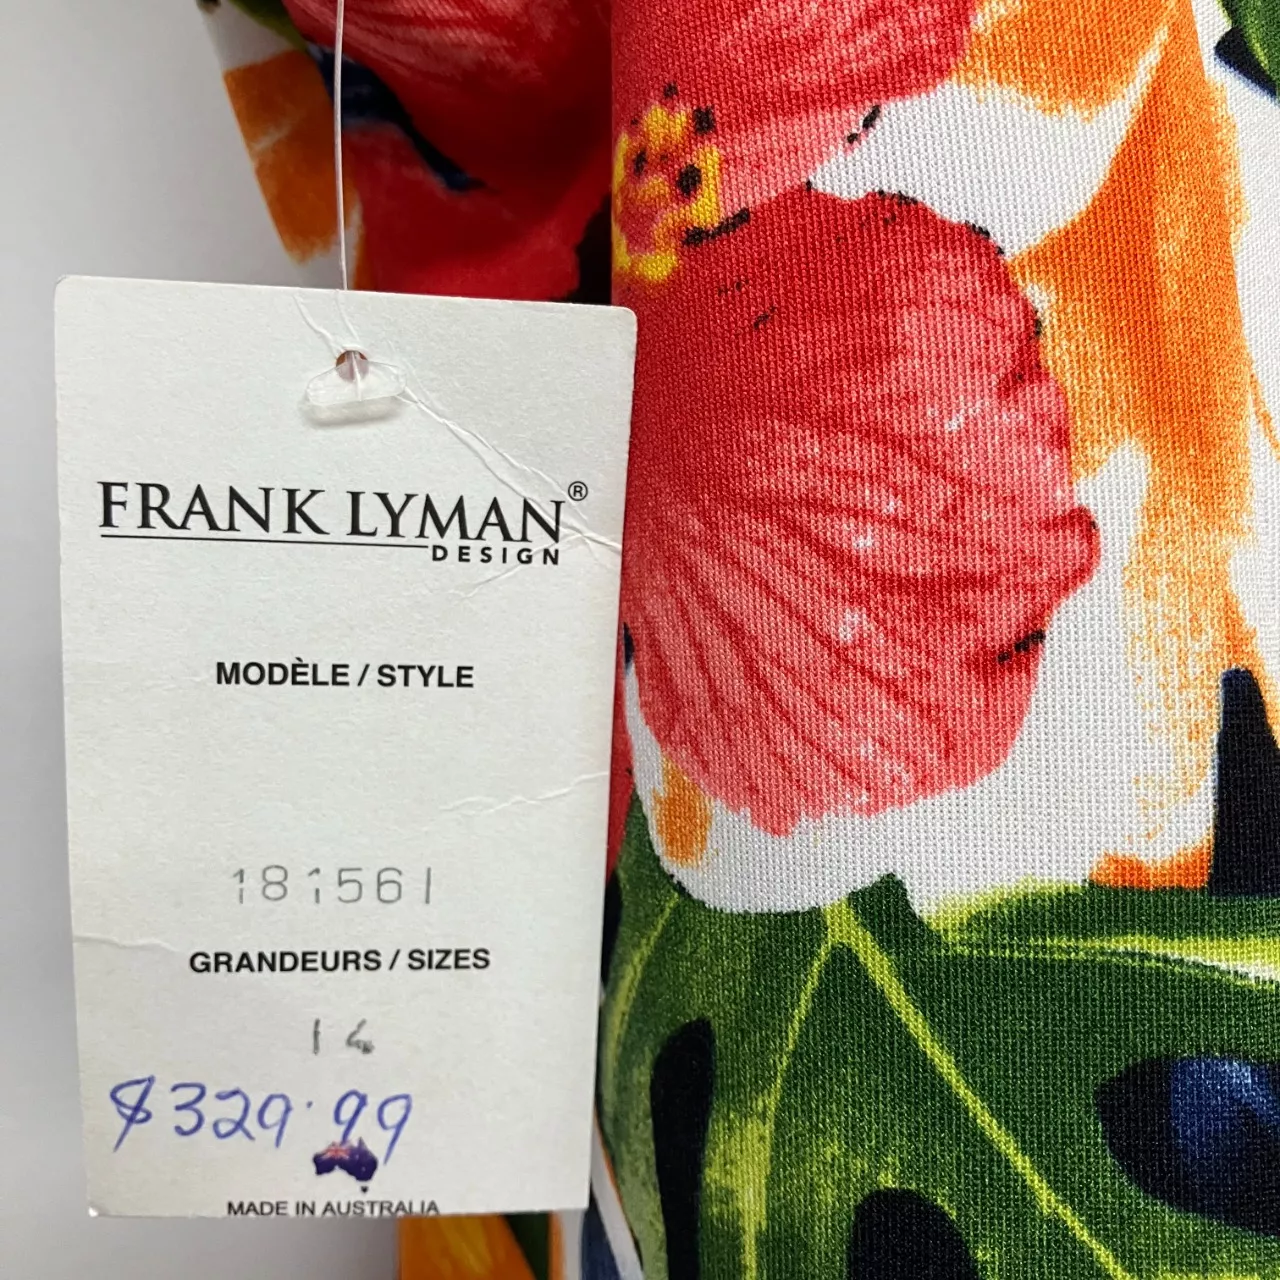 FRANK LYMAN®
DESIGN
MODÈLE / STYLE
181561
GRANDEURS / SIZES
14
$329.99
MADE IN AUSTRALIA